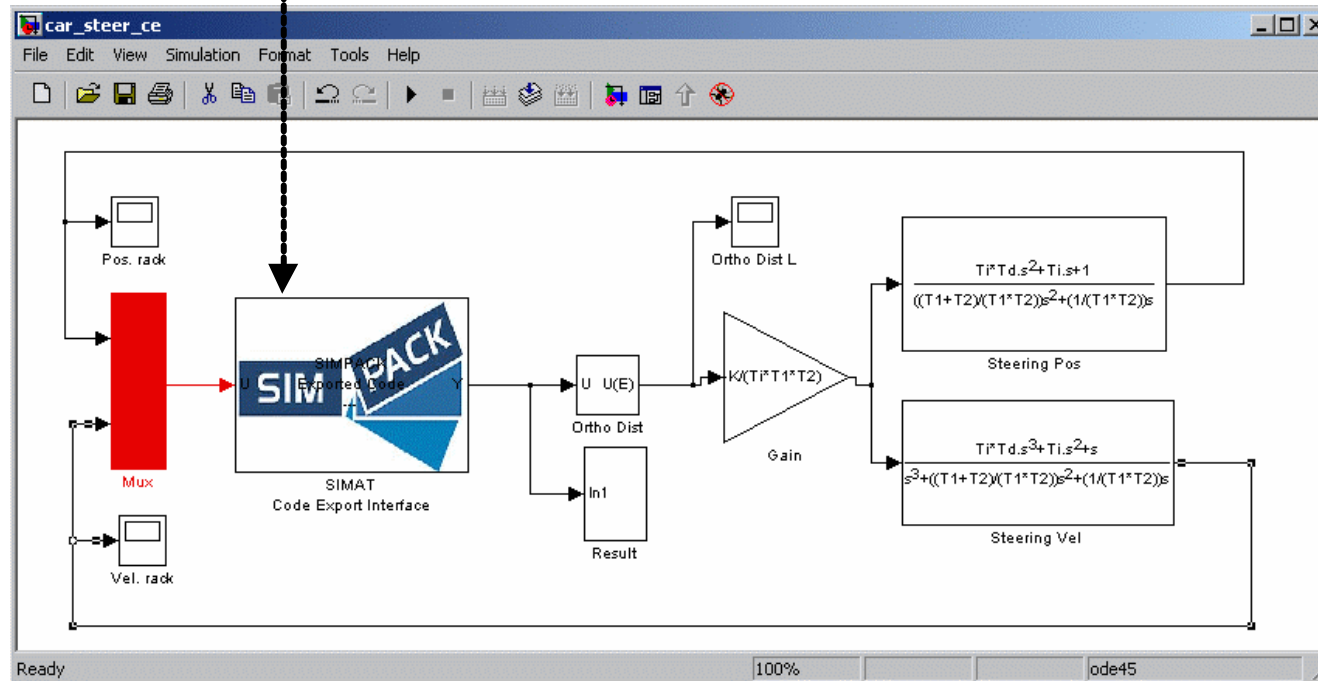 car_steer_ce
File Edit View Simulation Format Tools Help
Pos. rack
Ortho Dist L
Ti*Td.s2+Ti.s+1
((T1+T2)/(T1*T2))s2+(1/(T1*T2))s
Steering Pos
SIMPACK
Exported Code
U
Y
SIM
PACK
U U(E)
Ortho Dist
K/(Ti*T1*T2)
Gain
Mux
SIMAT
Code Export Interface
In1
Result
Ti*Td.s3+Ti.s2+s
s3+((T1+T2)/(T1*T2))s2+(1/(T1*T2))s
Steering Vel
Vel. rack
Ready 100% ode45